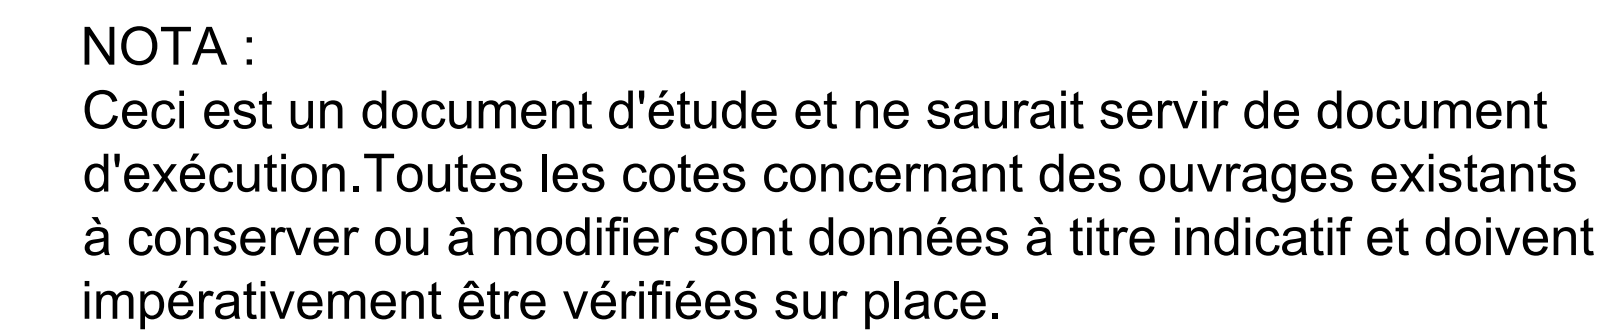 NOTA :
Ceci est un document d'étude et ne saurait servir de document
d'exécution.Toutes les cotes concernant des ouvrages existants
à conserver ou à modifier sont données à titre indicatif et doivent
impérativement être vérifiées sur place.